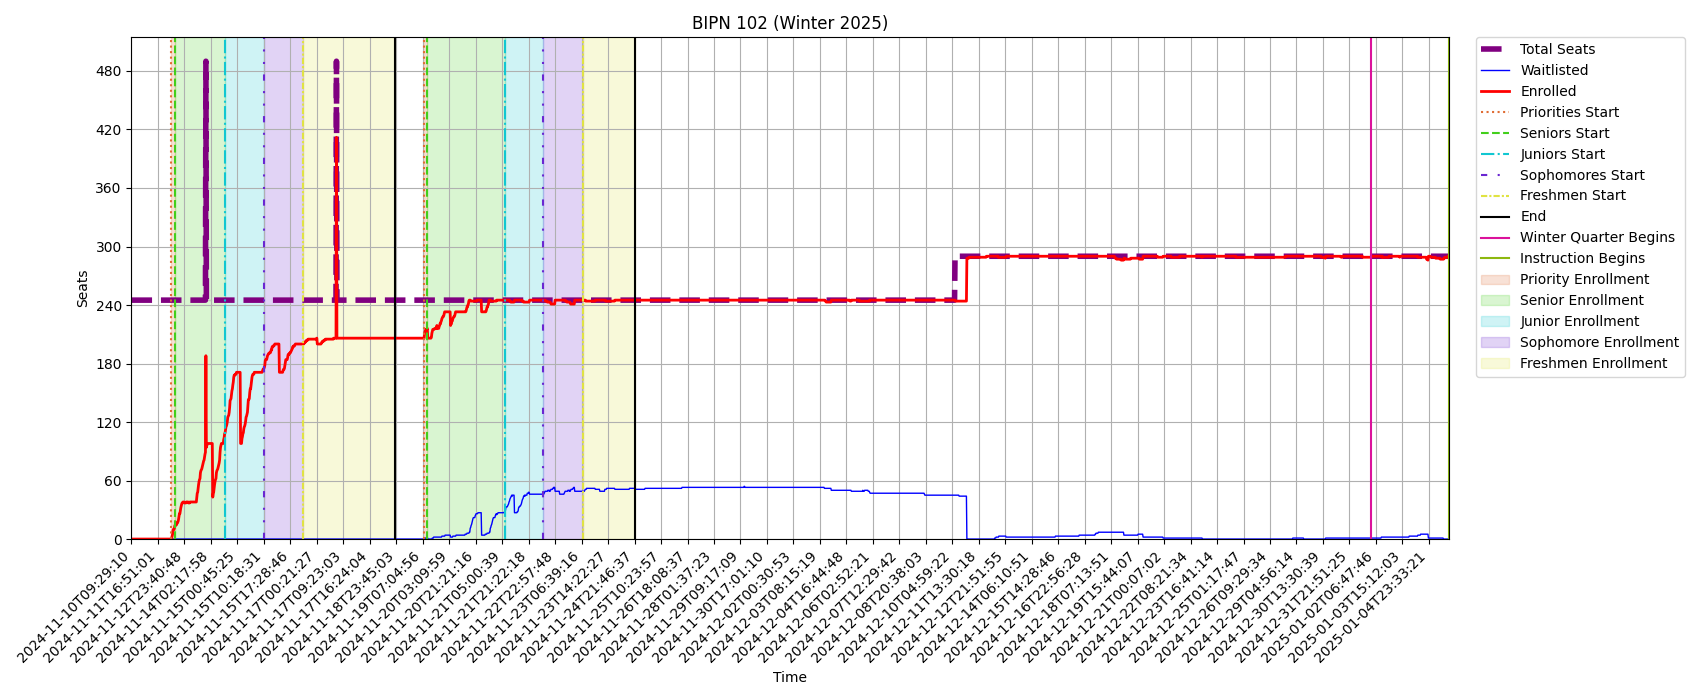 BIPN 102 (Winter 2025)
Seats
480
420
360
300
240
180
120
60
0
2024-11-10T09:29:10
2024-11-11T16:51:01
2024-11-12T23:40:48
2024-11-14T02:17:58
2024-11-15T00:45:25
2024-11-15T10:18:31
2024-11-15T17:28:46
2024-11-17T00:21:27
2024-11-17T09:23:03
2024-11-17T16:24:04
2024-11-18T23:45:03
2024-11-19T07:04:56
2024-11-20T03:09:59
2024-11-20T21:21:16
2024-11-21T05:00:39
2024-11-21T22:22:18
2024-11-22T22:57:48
2024-11-23T06:39:16
2024-11-23T14:22:27
2024-11-24T21:46:37
2024-11-25T10:23:57
2024-11-26T18:08:37
2024-11-28T01:37:23
2024-11-29T09:17:09
2024-11-30T17:01:10
2024-12-02T00:30:53
2024-12-03T08:15:19
2024-12-04T16:44:48
2024-12-06T02:52:21
2024-12-07T12:29:42
2024-12-08T20:38:03
2024-12-10T04:59:22
2024-12-11T13:30:18
2024-12-12T21:51:55
2024-12-14T06:10:51
2024-12-15T14:28:46
2024-12-16T22:56:28
2024-12-18T07:13:51
2024-12-19T15:44:07
2024-12-21T00:07:02
2024-12-22T08:21:34
2024-12-23T16:41:14
2024-12-25T01:17:47
2024-12-26T09:29:34
2024-12-29T04:56:14
2024-12-30T13:30:39
2024-12-31T21:51:25
2025-01-02T06:47:46
2025-01-03T15:12:03
2025-01-04T23:33:21
Time
Total Seats
Waitlisted
Enrolled
Priorities Start
Seniors Start
Juniors Start
Sophomores Start
Freshmen Start
End
Winter Quarter Begins
Instruction Begins
Priority Enrollment
Senior Enrollment
Junior Enrollment
Sophomore Enrollment
Freshmen Enrollment